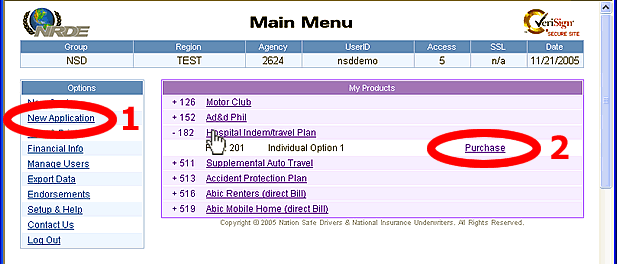 NRDE
Main Menu
VeriSign
SECURE SITE
Group Region Agency UserID Access SSL Date
NSD TEST 2624 nsddemo 5 n/a 11/21/2005
Options
New Application
1
Financial Info
Manage Users
Export Data
Endorsements
Setup & Help
Contact Us
Log Out
My Products
+ 126 Motor Club
+ 152 Ad&d Phil
- 182 Hospital Indem/travel Plan
201 Individual Option 1 Purchase
2
+ 511 Supplemental Auto Travel
+ 513 Accident Protection Plan
+ 516 Abic Renters (direct Bill)
+ 519 Abic Mobile Home (direct Bill)
Copyright © 2005 Nation Safe Drivers & National Insurance Underwriters. All Rights Reserved.